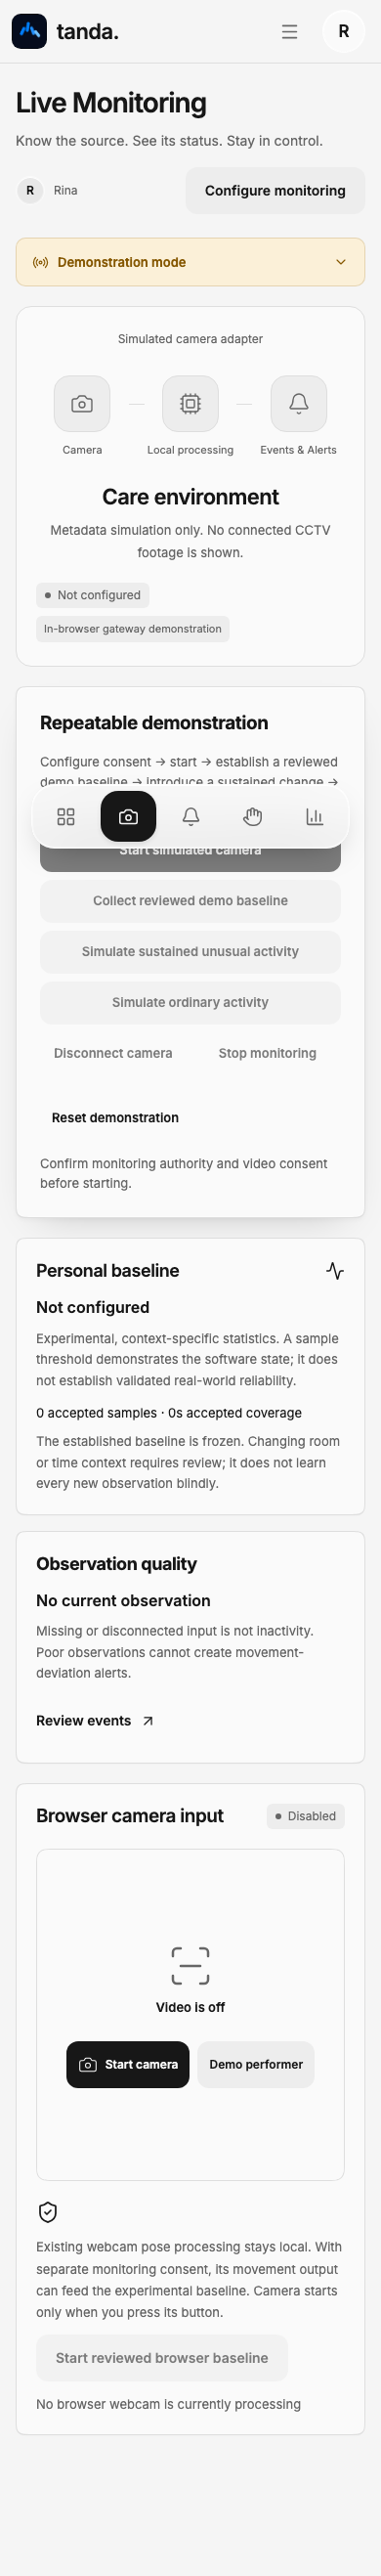 tanda.
R
Live Monitoring
Know the source. See its status. Stay in control.
R
Rina
Configure monitoring
Demonstration mode
Simulated camera adapter
Camera
Local processing
Events & Alerts
Care environment
Metadata simulation only. No connected CCTV
footage is shown.
Not configured
In-browser gateway demonstration
Repeatable demonstration
Configure consent → start → establish a reviewed
demo baseline → introduce a sustained change →
Start simulated camera
Collect reviewed demo baseline
Simulate sustained unusual activity
Simulate ordinary activity
Disconnect camera
Stop monitoring
Reset demonstration
Confirm monitoring authority and video consent
before starting.
Personal baseline
Not configured
Experimental, context-specific statistics. A sample
threshold demonstrates the software state; it does
not establish validated real-world reliability.
0 accepted samples · 0s accepted coverage
The established baseline is frozen. Changing room
or time context requires review; it does not learn
every new observation blindly.
Observation quality
No current observation
Missing or disconnected input is not inactivity.
Poor observations cannot create movement-
deviation alerts.
Review events
Browser camera input
Disabled
Video is off
Start camera
Demo performer
Existing webcam pose processing stays local. With
separate monitoring consent, its movement output
can feed the experimental baseline. Camera starts
only when you press its button.
Start reviewed browser baseline
No browser webcam is currently processing